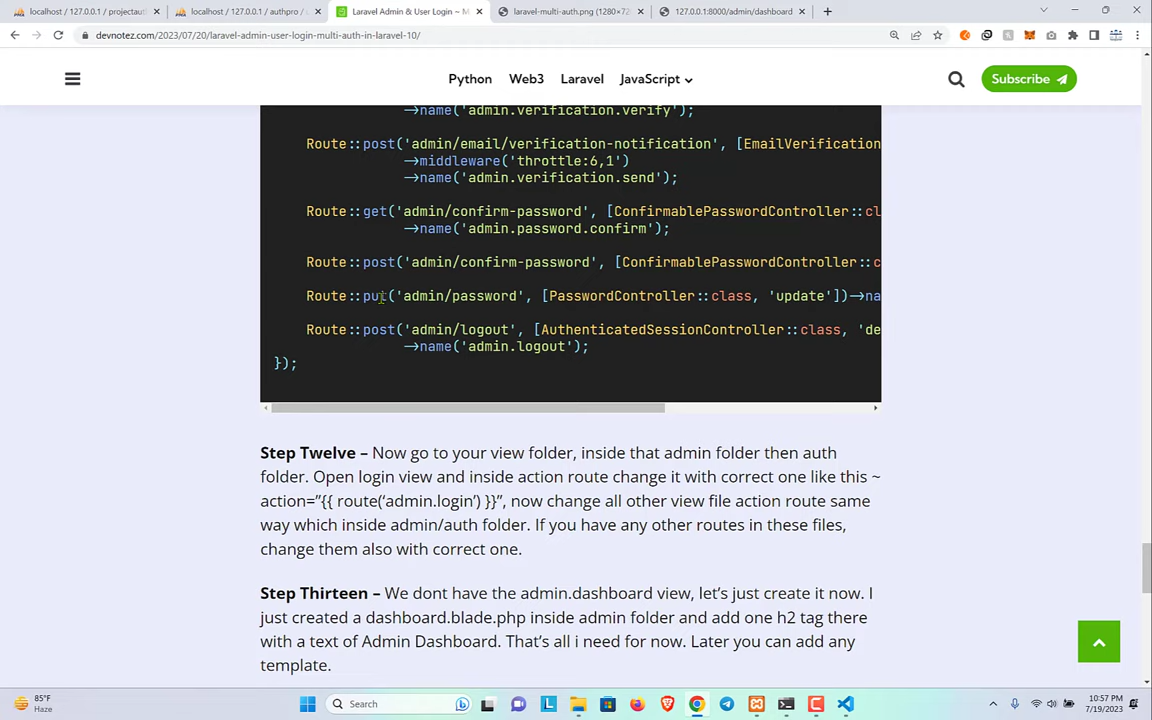 localhost / 127.0.0.1 / projectaut
localhost / 127.0.0.1 / authpro /
Laravel Admin & User Login ~ M
laravel-multi-auth.png (1280×72
127.0.0.1:8000/admin/dashboard
devnotez.com/2023/07/20/laravel-admin-user-login-multi-auth-in-laravel-10/
Python Web3 Laravel JavaScript
Subscribe
→name('admin.verification.verify');
Route::post('admin/email/verification-notification', [EmailVerification
→middleware('throttle:6,1')
→name('admin.verification.send');
Route::get('admin/confirm-password', [ConfirmablePasswordController::cl
→name('admin.password.confirm');
Route::post('admin/confirm-password', [ConfirmablePasswordController::c
Route::put('admin/password', [PasswordController::class, 'update'])→na
Route::post('admin/logout', [AuthenticatedSessionController::class, 'de
→name('admin.logout');
});
Step Twelve – Now go to your view folder, inside that admin folder then auth
folder. Open login view and inside action route change it with correct one like this ~
action=”{{ route(‘admin.login’) }}”, now change all other view file action route same
way which inside admin/auth folder. If you have any other routes in these files,
change them also with correct one.
Step Thirteen – We dont have the admin.dashboard view, let’s just create it now. I
just created a dashboard.blade.php inside admin folder and add one h2 tag there
with a text of Admin Dashboard. That’s all i need for now. Later you can add any
template.
85°F
Haze
Search
10:57 PM
7/19/2023